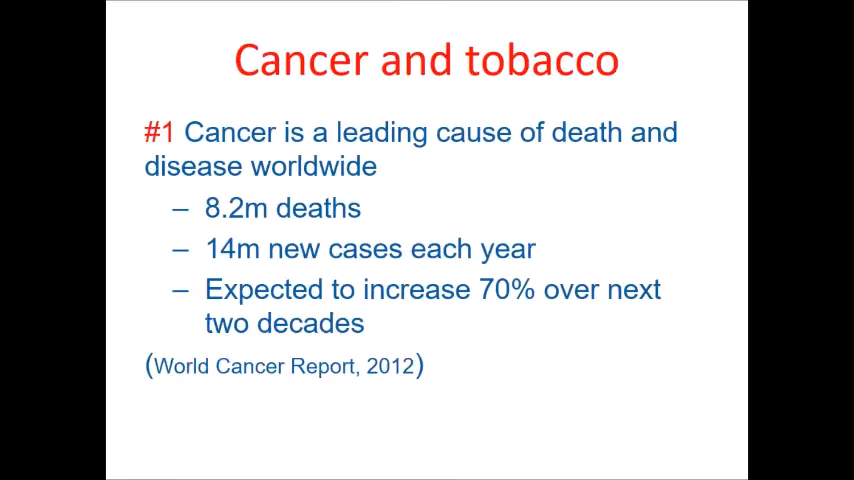 Cancer and tobacco
#1 Cancer is a leading cause of death and
disease worldwide
– 8.2m deaths
– 14m new cases each year
– Expected to increase 70% over next
two decades
(World Cancer Report, 2012)